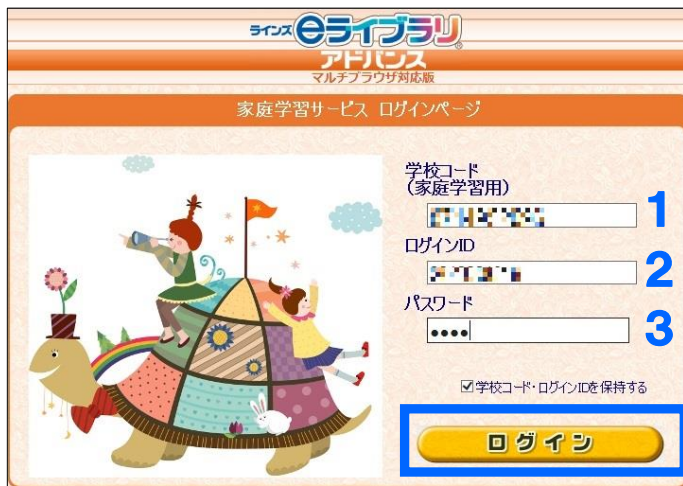 ラインズeライブラリ
アドバンス
マルチブラウザ対応版
家庭学習サービス ログインページ
学校コード
(家庭学習用)
1
ログインID
2
パスワード
3
学校コード・ログインIDを保持する
ログイン